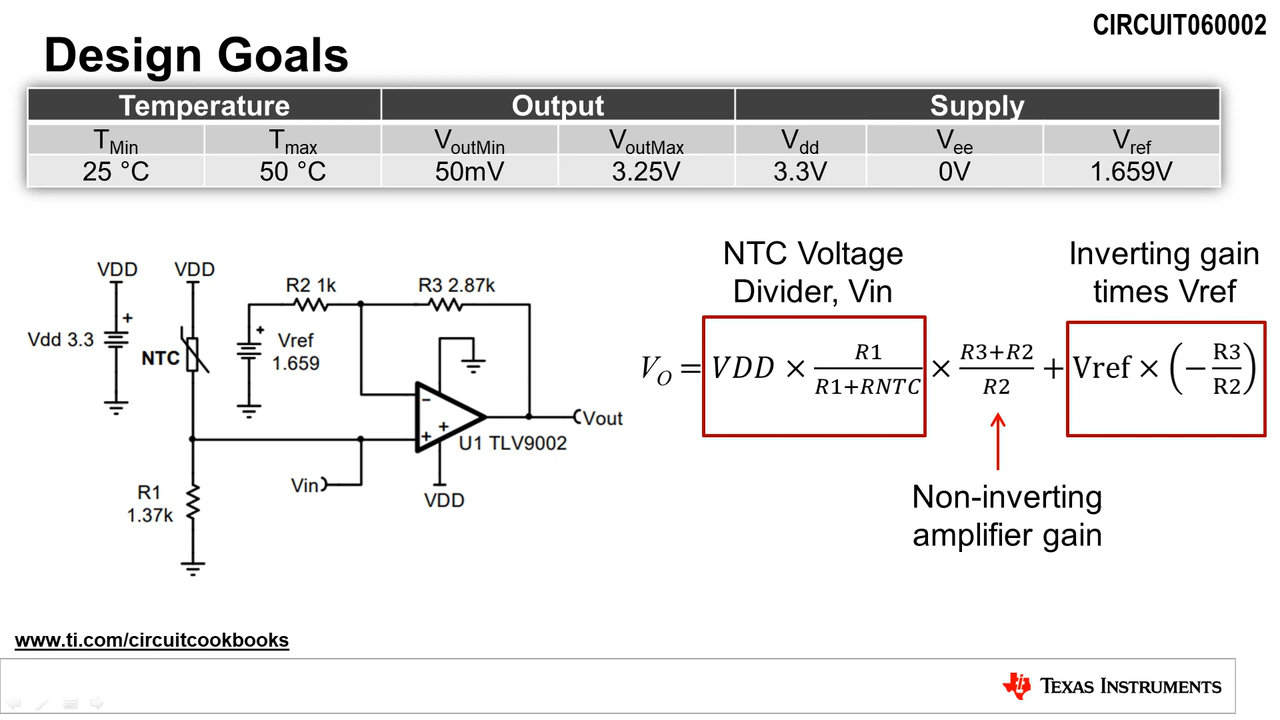 CIRCUIT060002
Design Goals
Temperature Output Supply
TMin Tmax VoutMin VoutMax Vdd Vee Vref
25 °C 50 °C 50mV 3.25V 3.3V 0V 1.659V
VDD VDD
R2 1k R3 2.87k
+
Vdd 3.3
NTC
+
Vref
1.659
−
+
+
U1 TLV9002
Vout
Vin
VDD
R1
1.37k
NTC Voltage
Divider, Vin
Inverting gain
times Vref
VO = VDD × R1/(R1+RNTC) × (R3+R2)/R2 + Vref × (−R3/R2)
Non-inverting
amplifier gain
www.ti.com/circuitcookbooks
TEXAS INSTRUMENTS